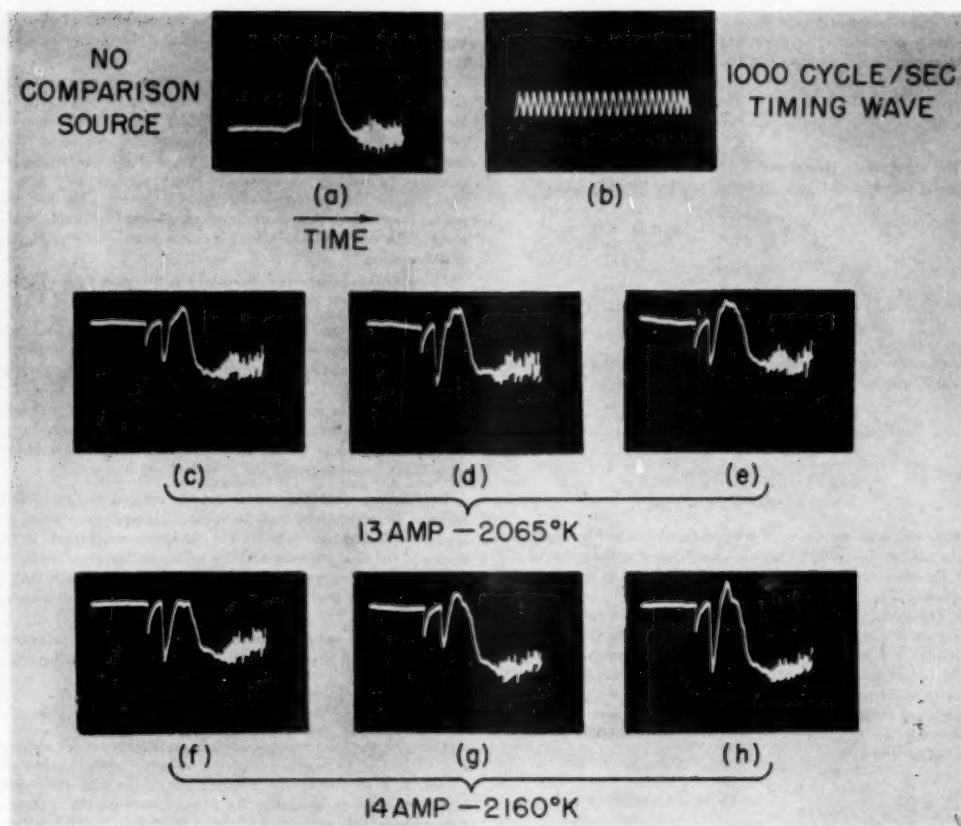 NO
COMPARISON
SOURCE
1000 CYCLE/SEC
TIMING WAVE
(a)
(b)
TIME
(c)
(d)
(e)
13 AMP — 2065°K
(f)
(g)
(h)
14 AMP — 2160°K